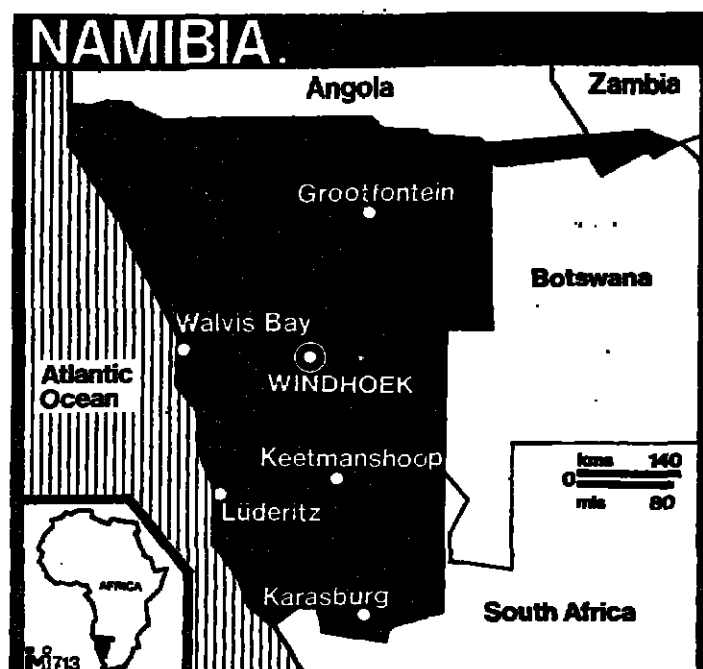 NAMIBIA.
Angola
Zambia
Grootfontein
Botswana
Walvis Bay
WINDHOEK
Atlantic
Ocean
Keetmanshoop
kms 140
0
mls 80
Lüderitz
AFRICA
Karasburg
South Africa
M1713